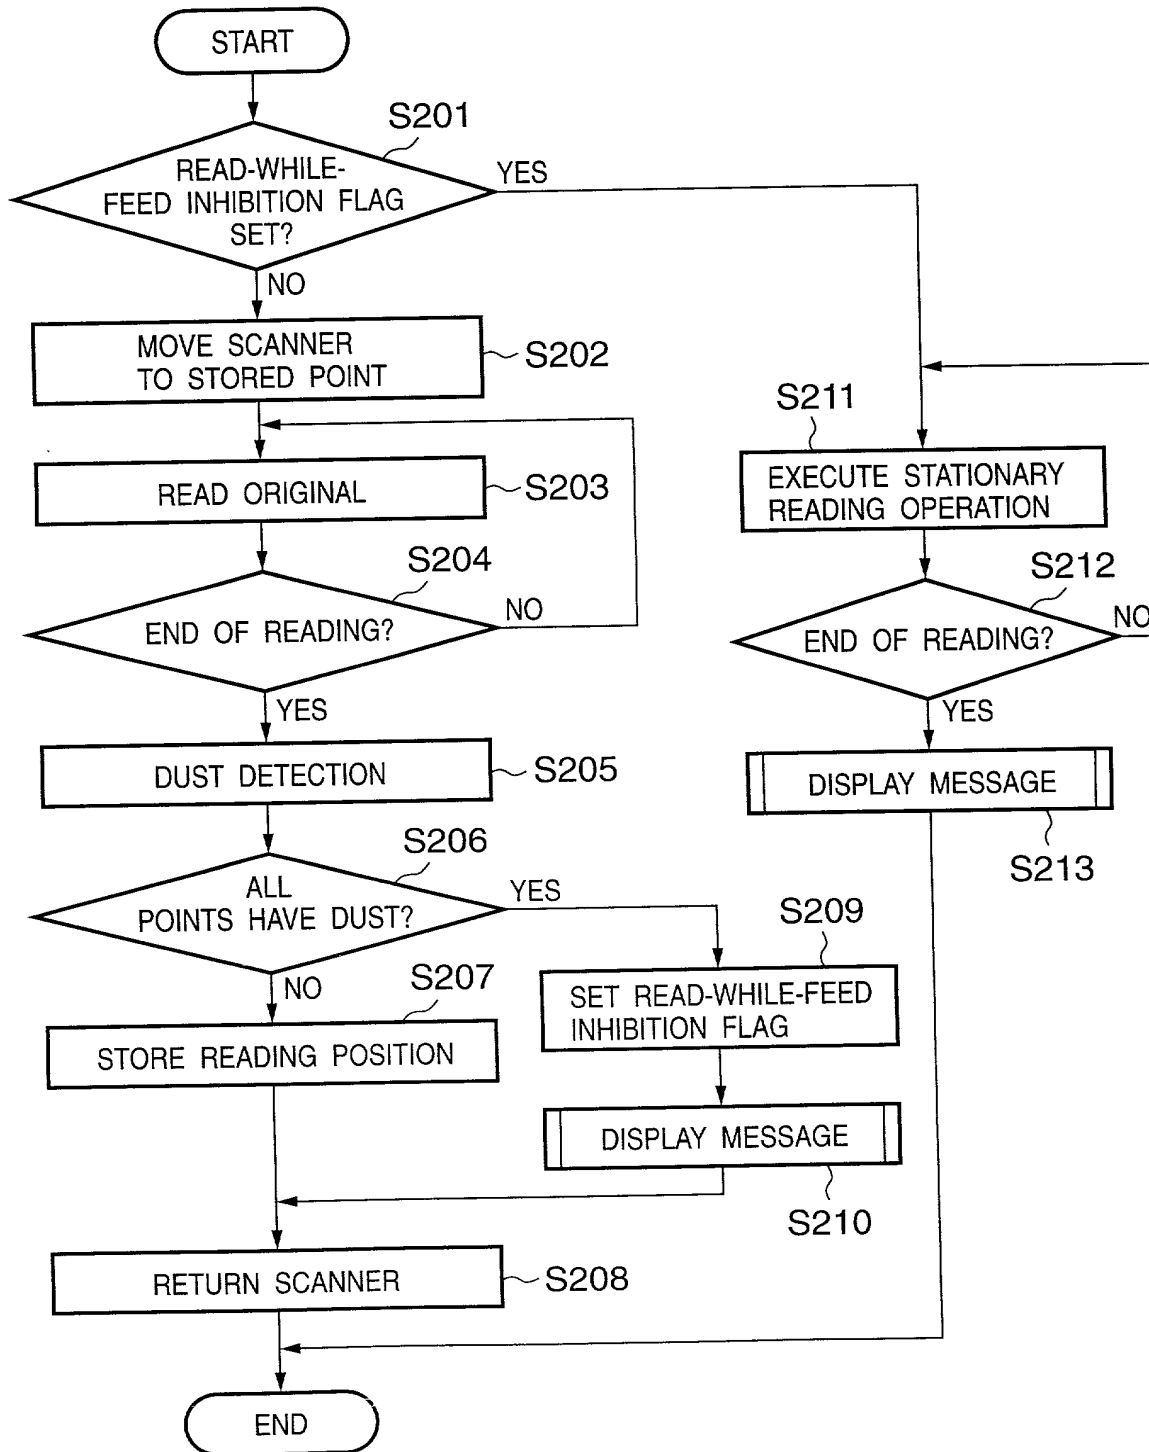 START
S201
READ-WHILE-
FEED INHIBITION FLAG
SET?
YES
NO
MOVE SCANNER
TO STORED POINT
S202
READ ORIGINAL
S203
S204
END OF READING?
NO
YES
DUST DETECTION
S205
S206
ALL
POINTS HAVE DUST?
YES
NO
S207
STORE READING POSITION
S209
SET READ-WHILE-FEED
INHIBITION FLAG
DISPLAY MESSAGE
S210
RETURN SCANNER
S208
S211
EXECUTE STATIONARY
READING OPERATION
S212
END OF READING?
NO
YES
DISPLAY MESSAGE
S213
END